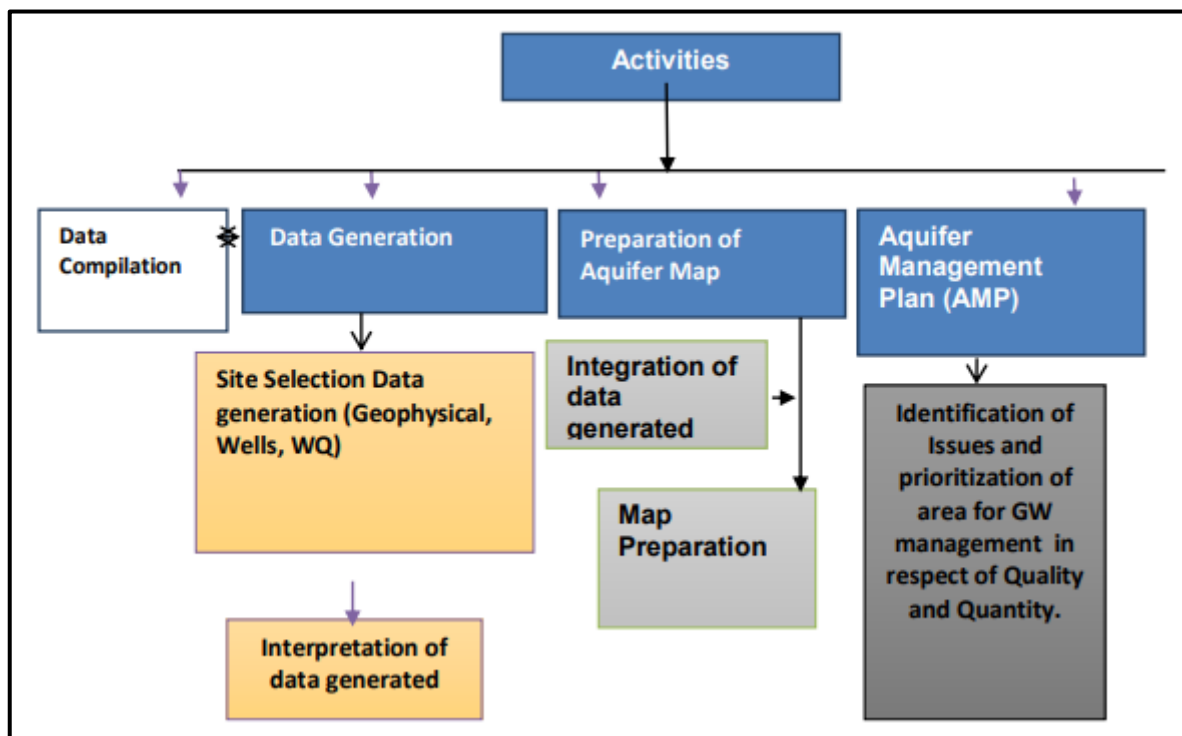 Activities
Data
Compilation
Data Generation
Preparation of
Aquifer Map
Aquifer
Management
Plan (AMP)
Site Selection Data
generation (Geophysical,
Wells, WQ)
Integration of
data
generated
Identification of
Issues and
prioritization of
area for GW
management in
respect of Quality
and Quantity.
Map
Preparation
Interpretation of
data generated